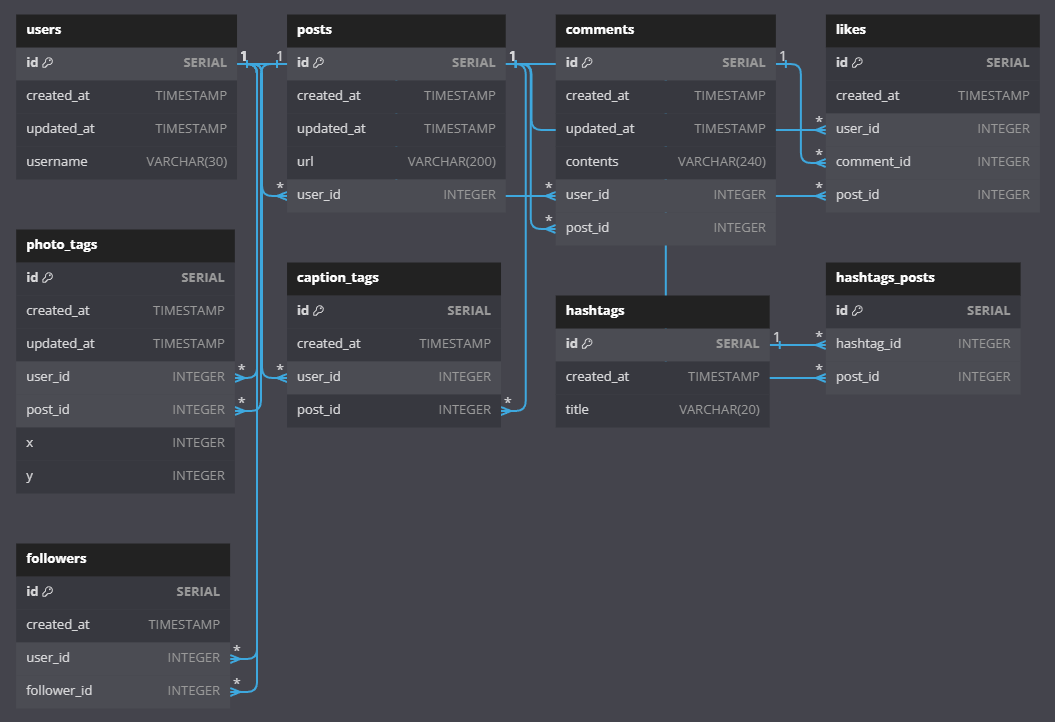 users
id SERIAL
created_at TIMESTAMP
updated_at TIMESTAMP
username VARCHAR(30)
posts
id SERIAL
created_at TIMESTAMP
updated_at TIMESTAMP
url VARCHAR(200)
user_id INTEGER
comments
id SERIAL
created_at TIMESTAMP
updated_at TIMESTAMP
contents VARCHAR(240)
user_id INTEGER
post_id INTEGER
likes
id SERIAL
created_at TIMESTAMP
user_id INTEGER
comment_id INTEGER
post_id INTEGER
1 1 1 1
* * * * * *
photo_tags
id SERIAL
created_at TIMESTAMP
updated_at TIMESTAMP
user_id INTEGER
post_id INTEGER
x INTEGER
y INTEGER
* *
caption_tags
id SERIAL
created_at TIMESTAMP
user_id INTEGER
post_id INTEGER
* *
hashtags
id SERIAL
created_at TIMESTAMP
title VARCHAR(20)
1 * *
hashtags_posts
id SERIAL
hashtag_id INTEGER
post_id INTEGER
followers
id SERIAL
created_at TIMESTAMP
user_id INTEGER
follower_id INTEGER
* *